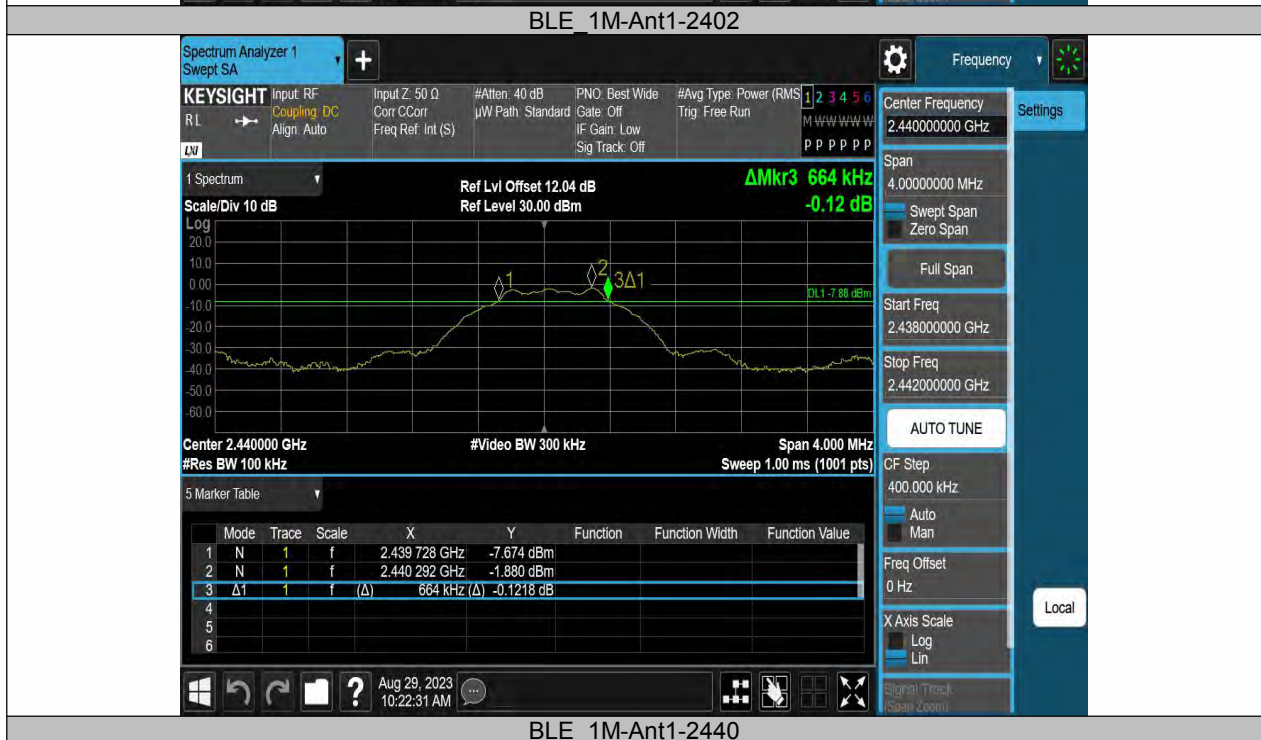 BLE_1M-Ant1-2402
Spectrum Analyzer 1
Swept SA
Frequency
KEYSIGHT
RL
LXI
Input: RF
Coupling: DC
Align: Auto
Input Z: 50 Ω
Corr CCorr
Freq Ref: Int (S)
#Atten: 40 dB
µW Path: Standard
PNO: Best Wide
Gate: Off
IF Gain: Low
Sig Track: Off
#Avg Type: Power (RMS
Trig: Free Run
1 2 3 4 5 6
M W W W W W
P P P P P P
Center Frequency
2.440000000 GHz
Settings
Span
4.00000000 MHz
Swept Span
Zero Span
Full Span
Start Freq
2.438000000 GHz
Stop Freq
2.442000000 GHz
AUTO TUNE
CF Step
400.000 kHz
Auto
Man
Freq Offset
0 Hz
X Axis Scale
Log
Lin
Signal Track
(Span Zoom)
Local
1 Spectrum
Scale/Div 10 dB
Ref Lvl Offset 12.04 dB
Ref Level 30.00 dBm
ΔMkr3 664 kHz
-0.12 dB
Log
20.0
10.0
0.00
-10.0
-20.0
-30.0
-40.0
-50.0
-60.0
1
2
3Δ1
DL1 -7.88 dBm
Center 2.440000 GHz
#Video BW 300 kHz
Span 4.000 MHz
#Res BW 100 kHz
Sweep 1.00 ms (1001 pts)
5 Marker Table
Mode Trace Scale X Y Function Function Width Function Value
1 N 1 f 2.439 728 GHz -7.674 dBm
2 N 1 f 2.440 292 GHz -1.880 dBm
3 Δ1 1 f (Δ) 664 kHz (Δ) -0.1218 dB
4
5
6
?
Aug 29, 2023
10:22:31 AM
BLE_1M-Ant1-2440